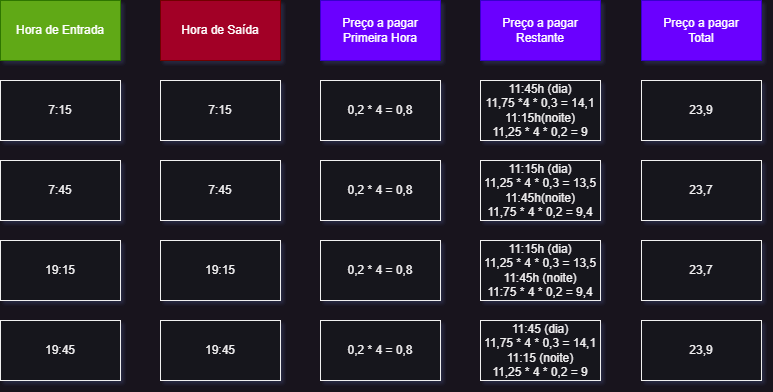 Hora de Entrada
Hora de Saída
Preço a pagar
Primeira Hora
Preço a pagar
Restante
Preço a pagar
Total
7:15
7:15
0,2 * 4 = 0,8
11:45h (dia)
11,75 *4 * 0,3 = 14,1
11:15h(noite)
11,25 * 4 * 0,2 = 9
23,9
7:45
7:45
0,2 * 4 = 0,8
11:15h (dia)
11,25 * 4 * 0,3 = 13,5
11:45h(noite)
11,75 * 4 * 0,2 = 9,4
23,7
19:15
19:15
0,2 * 4 = 0,8
11:15h (dia)
11,25 * 4 * 0,3 = 13,5
11:45h (noite)
11:75 * 4 * 0,2 = 9,4
23,7
19:45
19:45
0,2 * 4 = 0,8
11:45 (dia)
11,75 * 4 * 0,3 = 14,1
11:15 (noite)
11,25 * 4 * 0,2 = 9
23,9